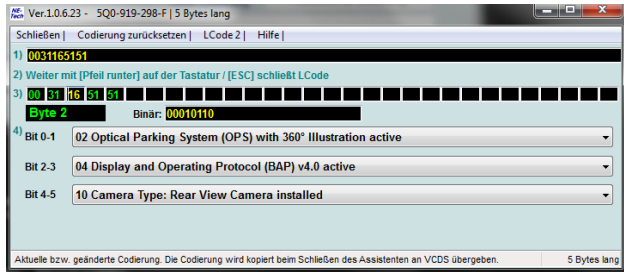 NE-Tech Ver.1.0.6.23 - 5Q0-919-298-F | 5 Bytes lang
Schließen | Codierung zurücksetzen | LCode 2 | Hilfe |
1) 0031165151
2) Weiter mit [Pfeil runter] auf der Tastatur / [ESC] schließt LCode
3) 00 31 16 51 51
Byte 2 Binär: 00010110
4) Bit 0-1 02 Optical Parking System (OPS) with 360° Illustration active
Bit 2-3 04 Display and Operating Protocol (BAP) v4.0 active
Bit 4-5 10 Camera Type: Rear View Camera installed
Aktuelle bzw. geänderte Codierung. Die Codierung wird kopiert beim Schließen des Assistenten an VCDS übergeben. 5 Bytes lang